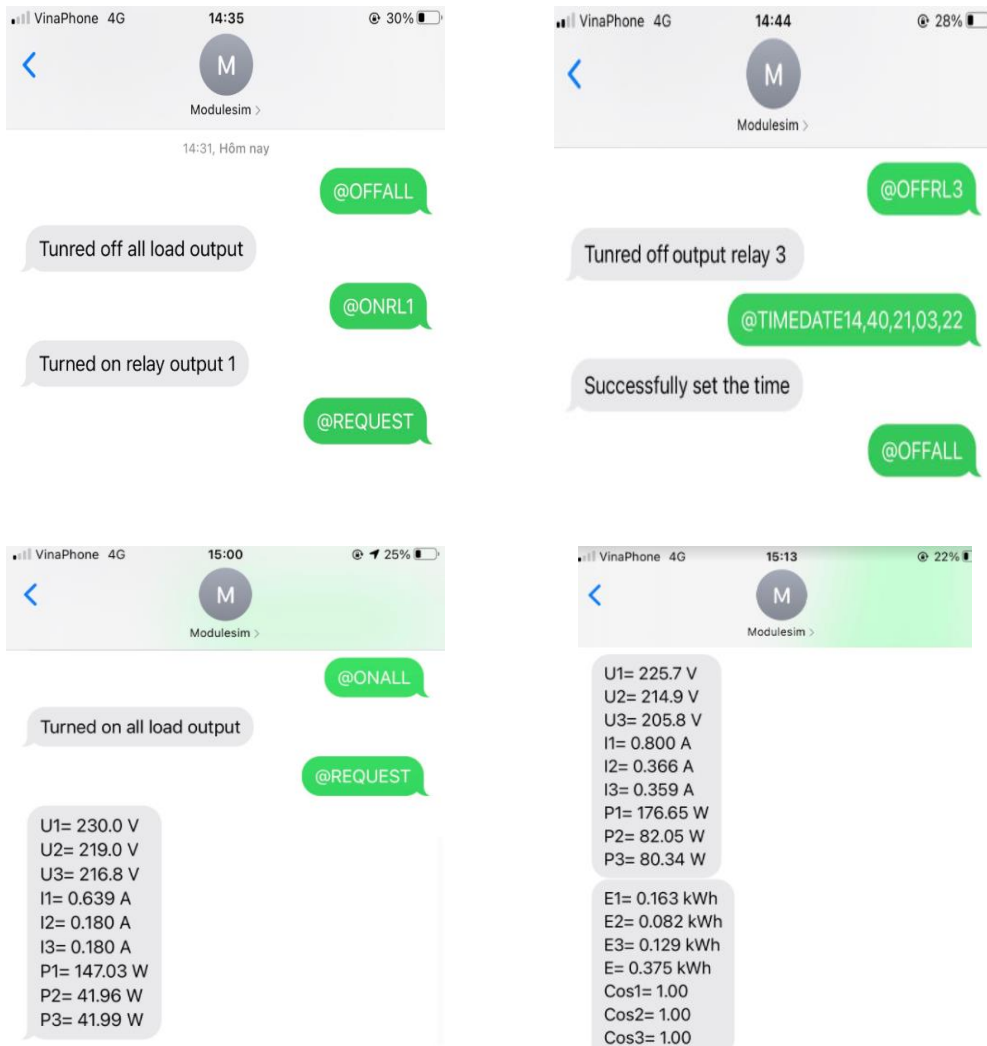 VinaPhone 4G 14:35 30%
M
Modulesim >
14:31, Hôm nay
@OFFALL
Tunred off all load output
@ONRL1
Turned on relay output 1
@REQUEST
VinaPhone 4G 14:44 28%
M
Modulesim >
@OFFRL3
Tunred off output relay 3
@TIMEDATE14,40,21,03,22
Successfully set the time
@OFFALL
VinaPhone 4G 15:00 25%
M
Modulesim >
@ONALL
Turned on all load output
@REQUEST
U1= 230.0 V
U2= 219.0 V
U3= 216.8 V
I1= 0.639 A
I2= 0.180 A
I3= 0.180 A
P1= 147.03 W
P2= 41.96 W
P3= 41.99 W
VinaPhone 4G 15:13 22%
M
Modulesim >
U1= 225.7 V
U2= 214.9 V
U3= 205.8 V
I1= 0.800 A
I2= 0.366 A
I3= 0.359 A
P1= 176.65 W
P2= 82.05 W
P3= 80.34 W
E1= 0.163 kWh
E2= 0.082 kWh
E3= 0.129 kWh
E= 0.375 kWh
Cos1= 1.00
Cos2= 1.00
Cos3= 1.00